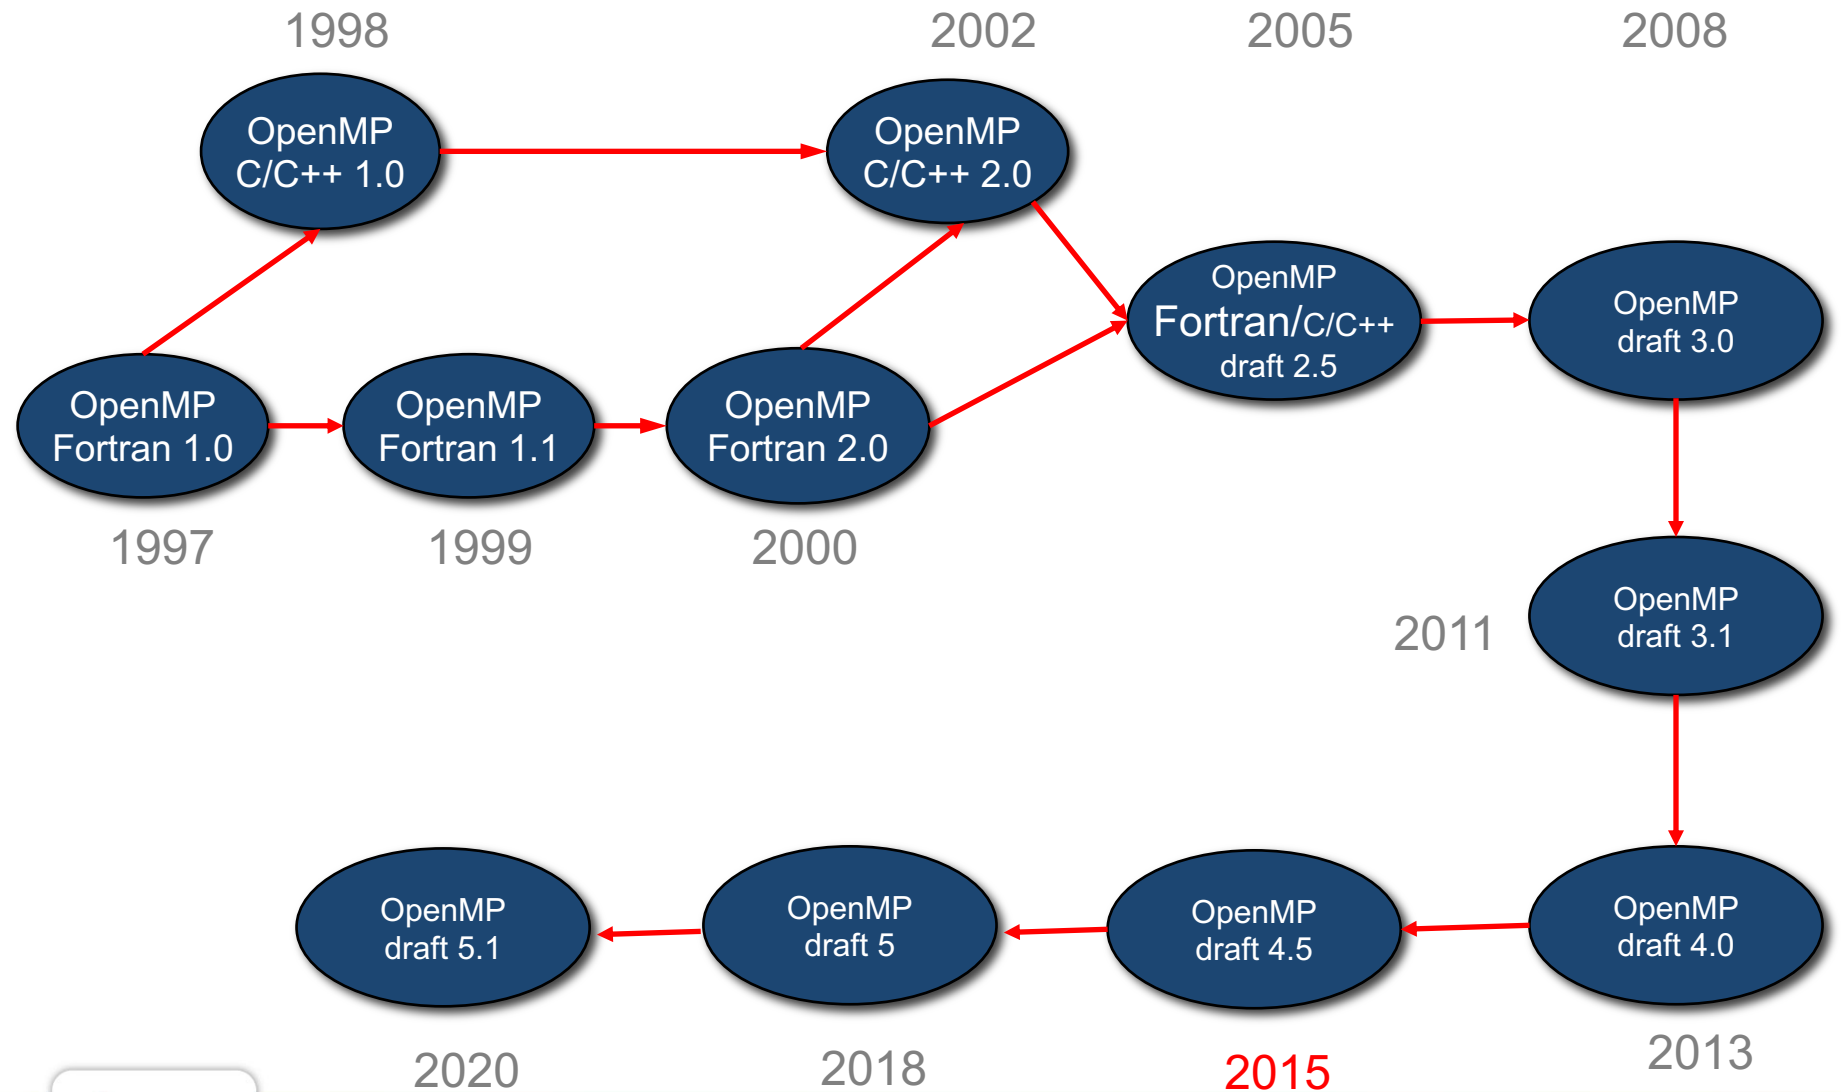 1998
2002
2005
2008
OpenMP
C/C++ 1.0
OpenMP
C/C++ 2.0
OpenMP
Fortran/C/C++
draft 2.5
OpenMP
draft 3.0
OpenMP
Fortran 1.0
OpenMP
Fortran 1.1
OpenMP
Fortran 2.0
1997
1999
2000
2011
OpenMP
draft 3.1
OpenMP
draft 5.1
OpenMP
draft 5
OpenMP
draft 4.5
OpenMP
draft 4.0
2020
2018
2015
2013